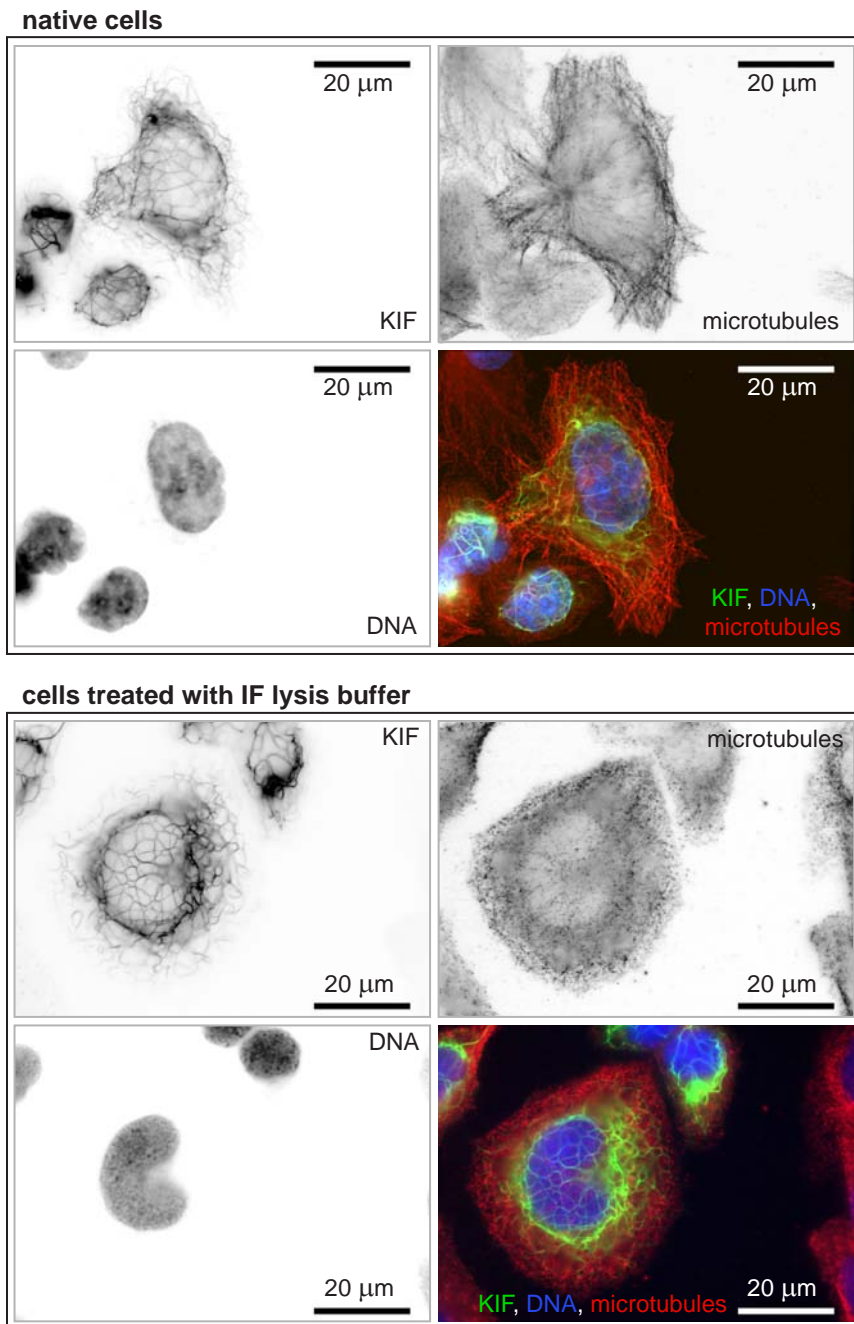 native cells
20 μm
20 μm
KIF
microtubules
20 μm
20 μm
DNA
KIF, DNA,
microtubules
cells treated with IF lysis buffer
KIF
microtubules
20 μm
20 μm
DNA
20 μm
20 μm
KIF, DNA, microtubules